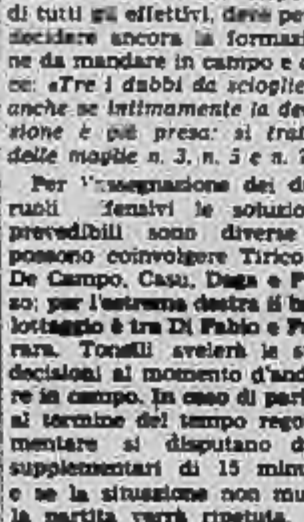 di tutti gli effettivi, deve pe
decidere ancora la formazi
ne da mandare in campo e d
ce: «Tre i dubbi da scioglie
anche se intimamente la dec
sione è già presa: si trat
delle maglie n. 3, n. 5 e n.
Per l'assegnazione dei d
ruoli fensivi le soluzio
prevedibili sono diverse
possono coinvolgere Tirico
De Campo, Casu, Daga e P
zo; per l'estrema destra il b
lottaggio è tra Di Fabio e F
rara. Tonelli svelerà le s
decisioni al momento d'and
re in campo. In caso di pari
al termine del tempo rego
mentare si disputano d
supplementari di 15 minu
e se la situazione non mu
la partita verrà ripetuta.